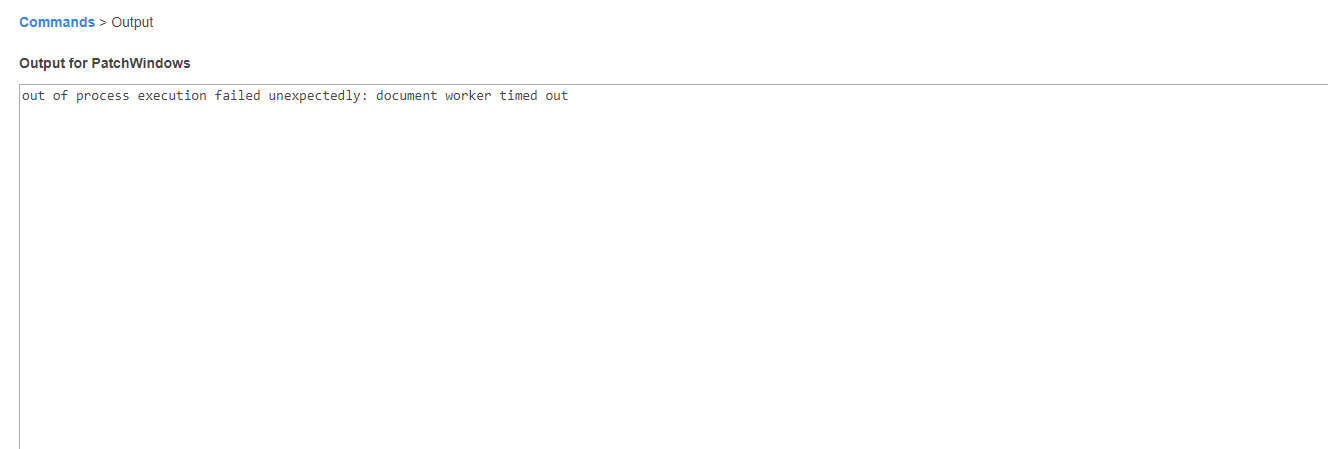 Commands > Output
Output for PatchWindows
out of process execution failed unexpectedly: document worker timed out